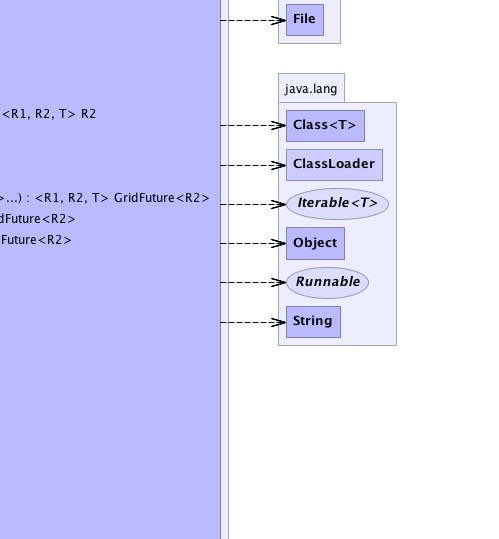 File
java.lang
<R1, R2, T> R2
Class<T>
ClassLoader
>...) : <R1, R2, T> GridFuture<R2>
Iterable<T>
dFuture<R2>
Future<R2>
Object
Runnable
String